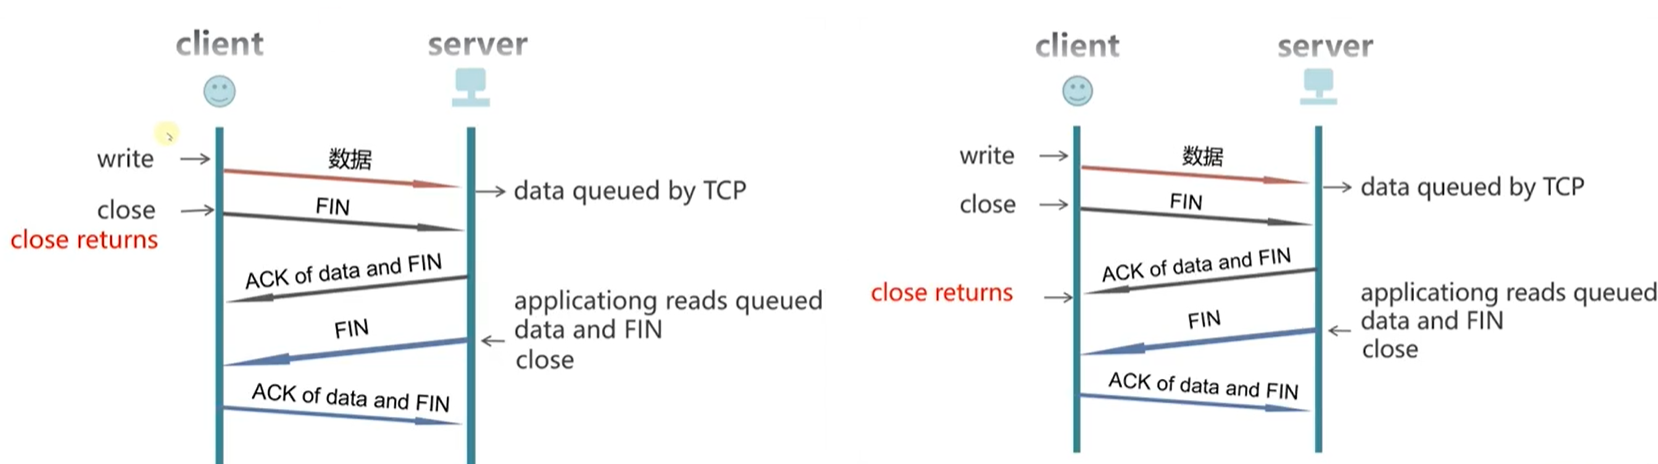 client server
write
数据
data queued by TCP
close
FIN
close returns
ACK of data and FIN
applicationg reads queued
data and FIN
close
FIN
ACK of data and FIN
client server
write
数据
data queued by TCP
close
FIN
ACK of data and FIN
close returns
applicationg reads queued
data and FIN
close
FIN
ACK of data and FIN